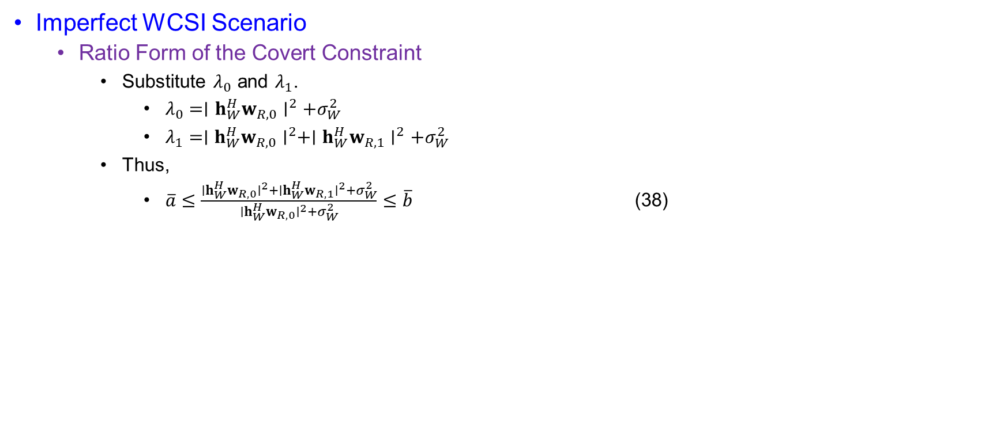 • Imperfect WCSI Scenario
• Ratio Form of the Covert Constraint
• Substitute λ₀ and λ₁.
• λ₀ =| 𝐡_W^H 𝐰_{R,0} |² +σ_W²
• λ₁ =| 𝐡_W^H 𝐰_{R,0} |²+| 𝐡_W^H 𝐰_{R,1} |² +σ_W²
• Thus,
• a̅ ≤ \frac{|𝐡_W^H 𝐰_{R,0}|²+|𝐡_W^H 𝐰_{R,1}|²+σ_W²}{|𝐡_W^H 𝐰_{R,0}|²+σ_W²} ≤ b̅ (38)